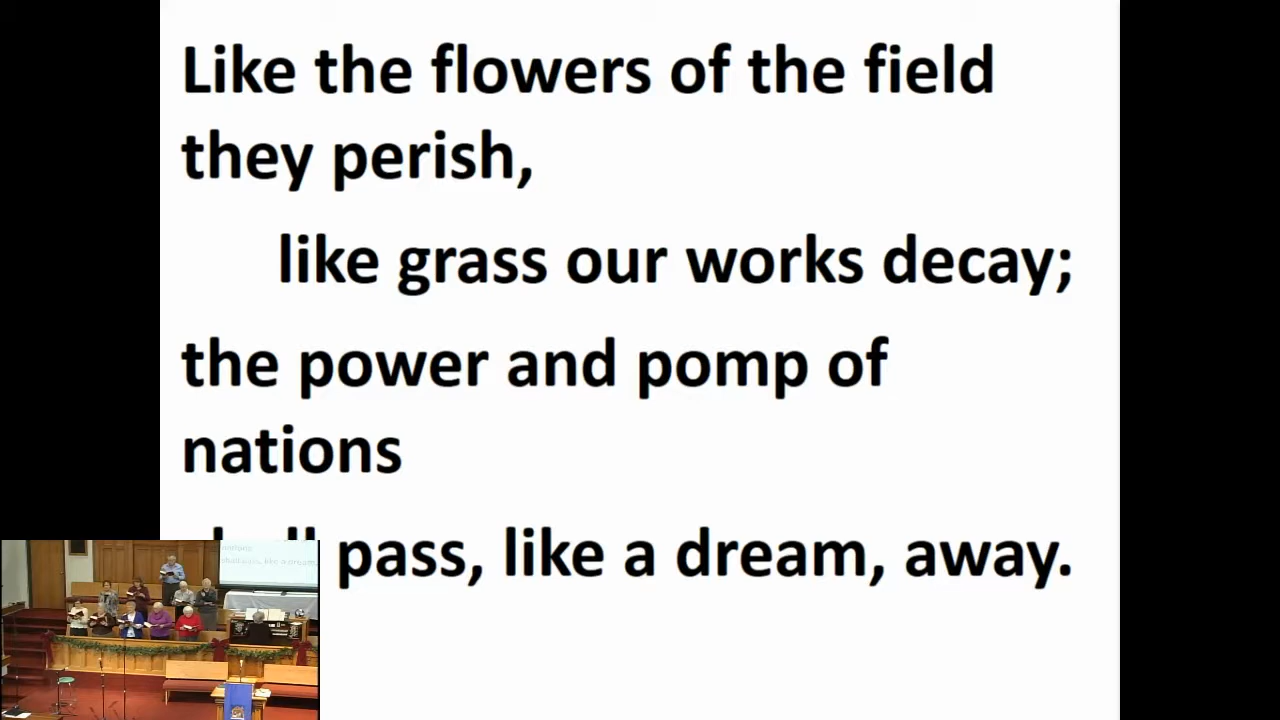 Like the flowers of the field
they perish,
like grass our works decay;
the power and pomp of
nations
pass, like a dream, away.